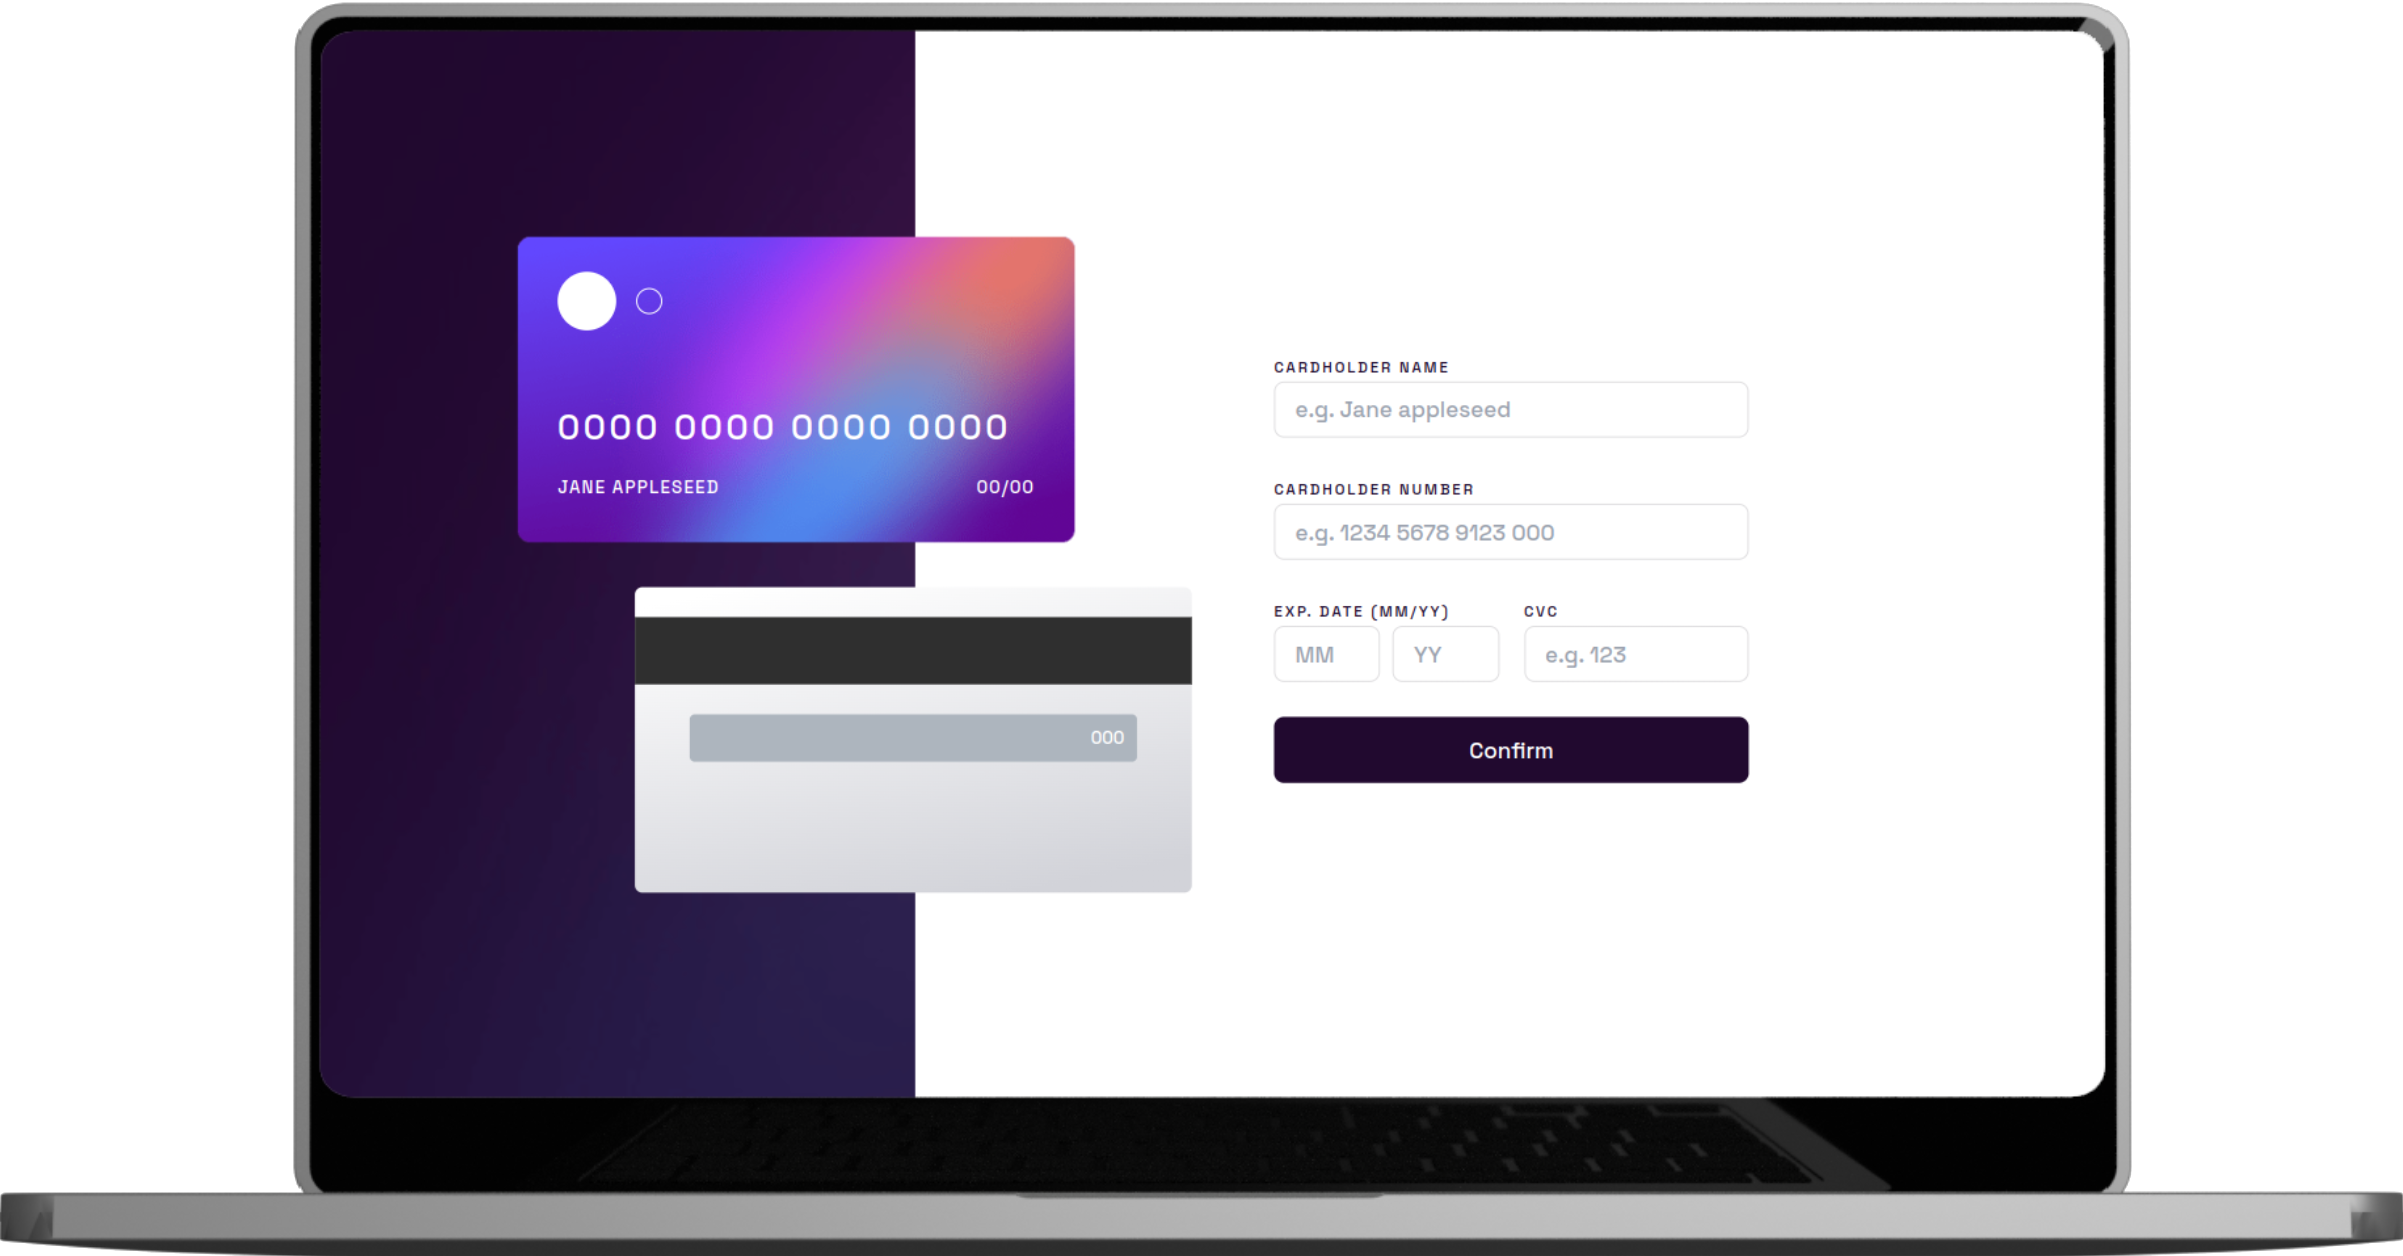 0000 0000 0000 0000
JANE APPLESEED 00/00
000
CARDHOLDER NAME
e.g. Jane appleseed
CARDHOLDER NUMBER
e.g. 1234 5678 9123 000
EXP. DATE (MM/YY) CVC
MM YY e.g. 123
Confirm